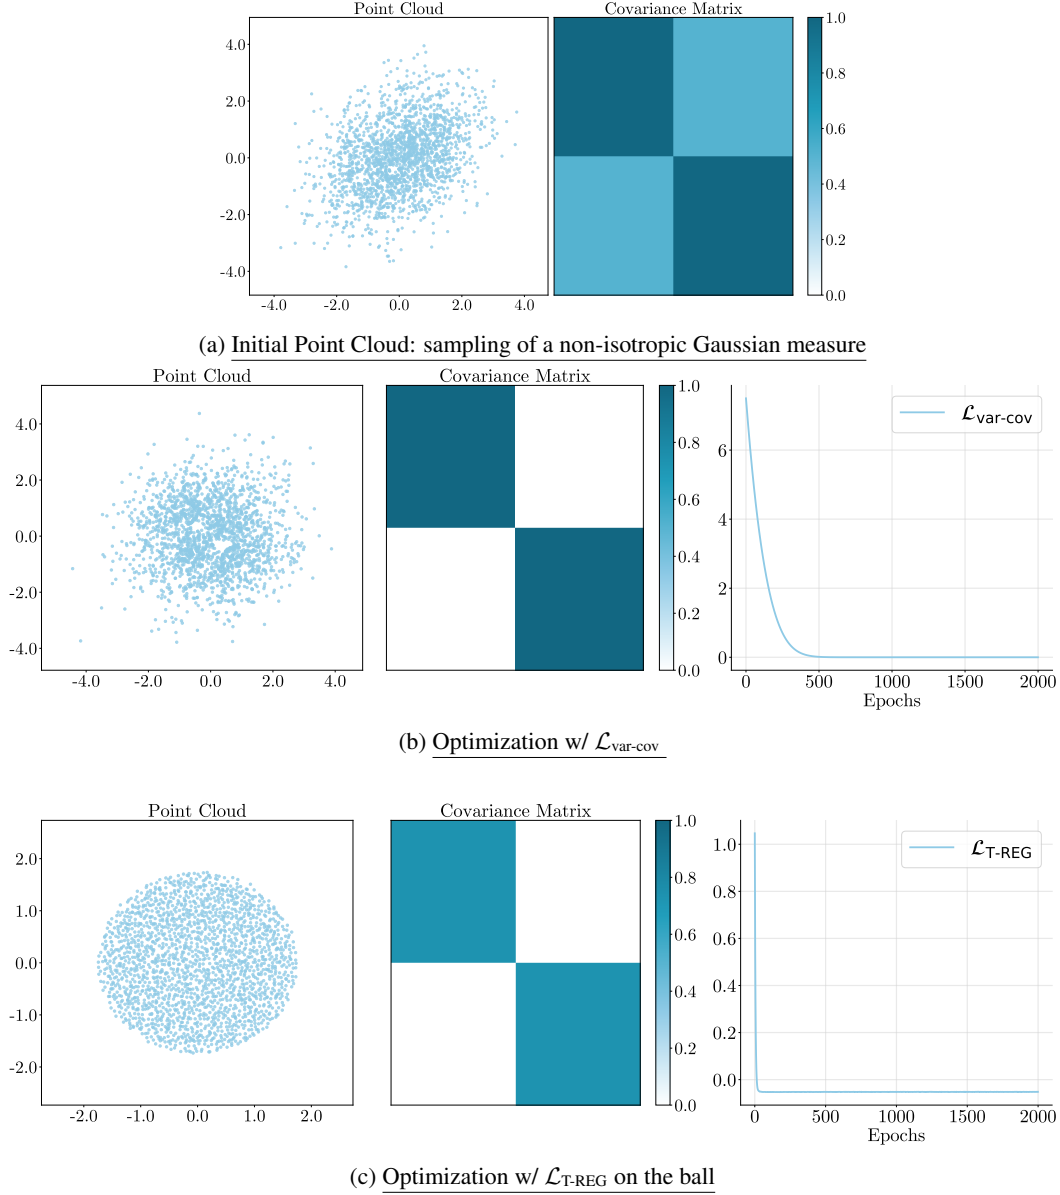 Point Cloud
Covariance Matrix
4.0
2.0
0.0
-2.0
-4.0
-4.0 -2.0 0.0 2.0 4.0
1.0
0.8
0.6
0.4
0.2
0.0
(a) Initial Point Cloud: sampling of a non-isotropic Gaussian measure
Point Cloud
Covariance Matrix
4.0
2.0
0.0
-2.0
-4.0
-4.0 -2.0 0.0 2.0 4.0
1.0
0.8
0.6
0.4
0.2
0.0
ℒvar-cov
6
4
2
0
0 500 1000 1500 2000
Epochs
(b) Optimization w/ ℒvar-cov
Point Cloud
Covariance Matrix
2.0
1.0
0.0
-1.0
-2.0
-2.0 -1.0 0.0 1.0 2.0
1.0
0.8
0.6
0.4
0.2
0.0
ℒT-REG
1.0
0.8
0.6
0.4
0.2
0.0
0 500 1000 1500 2000
Epochs
(c) Optimization w/ ℒT-REG on the ball